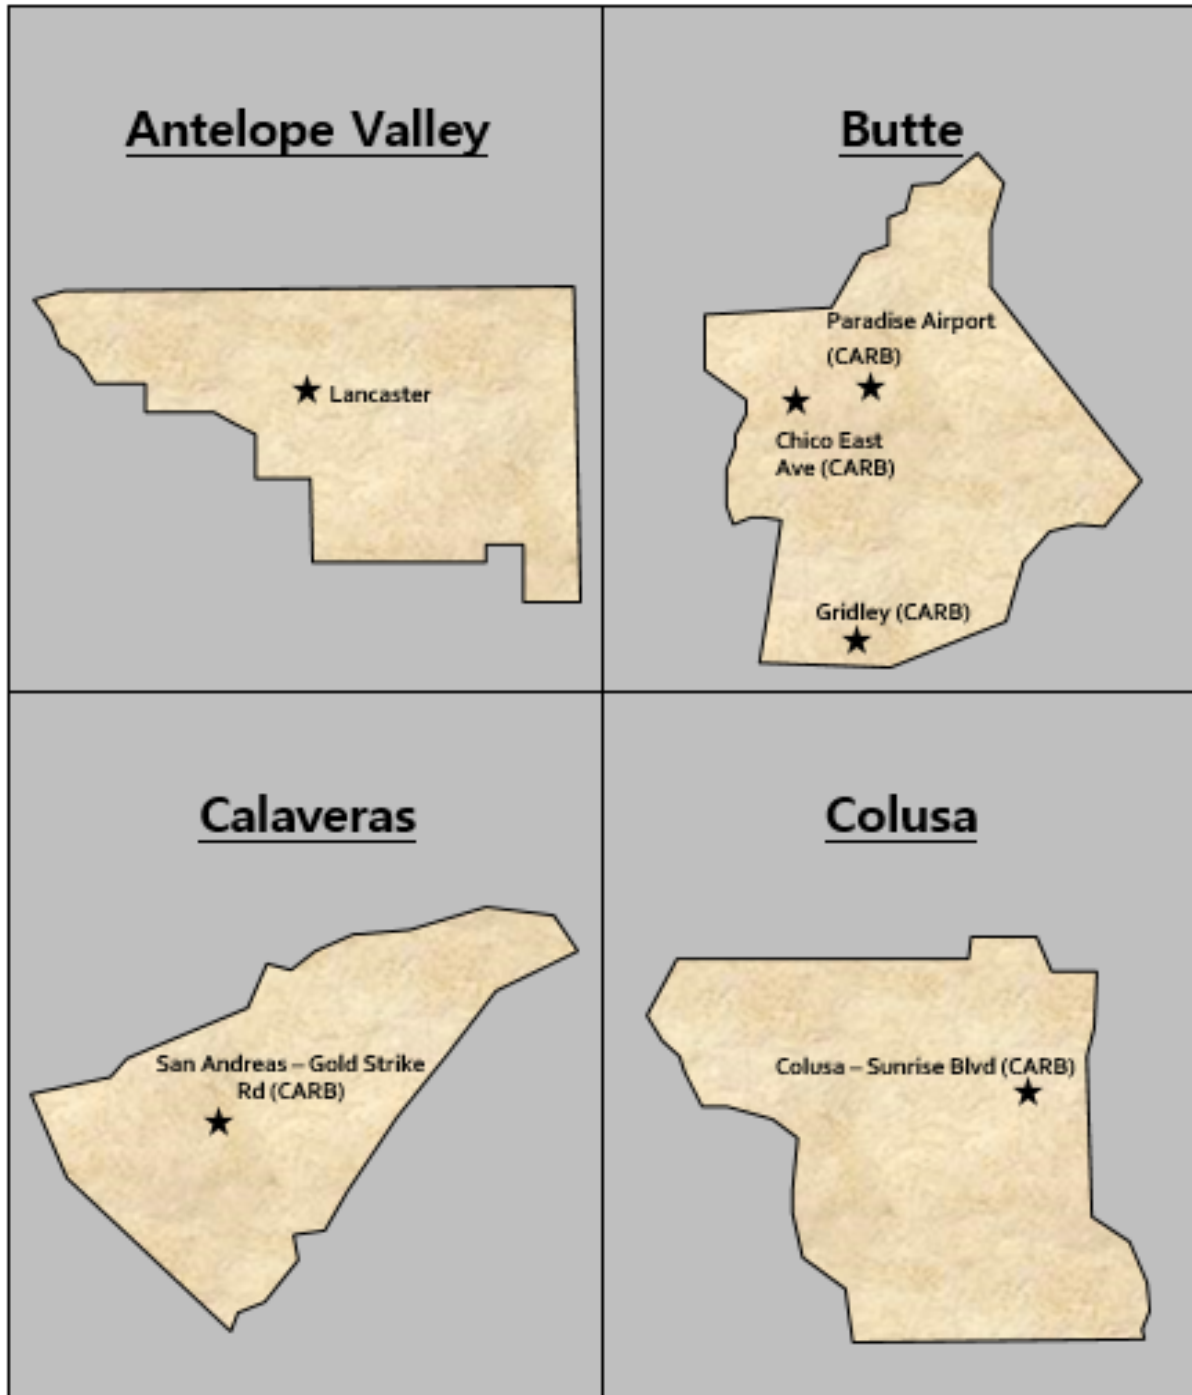 Antelope Valley
Lancaster
Butte
Paradise Airport
(CARB)
Chico East
Ave (CARB)
Gridley (CARB)
Calaveras
San Andreas – Gold Strike
Rd (CARB)
Colusa
Colusa – Sunrise Blvd (CARB)